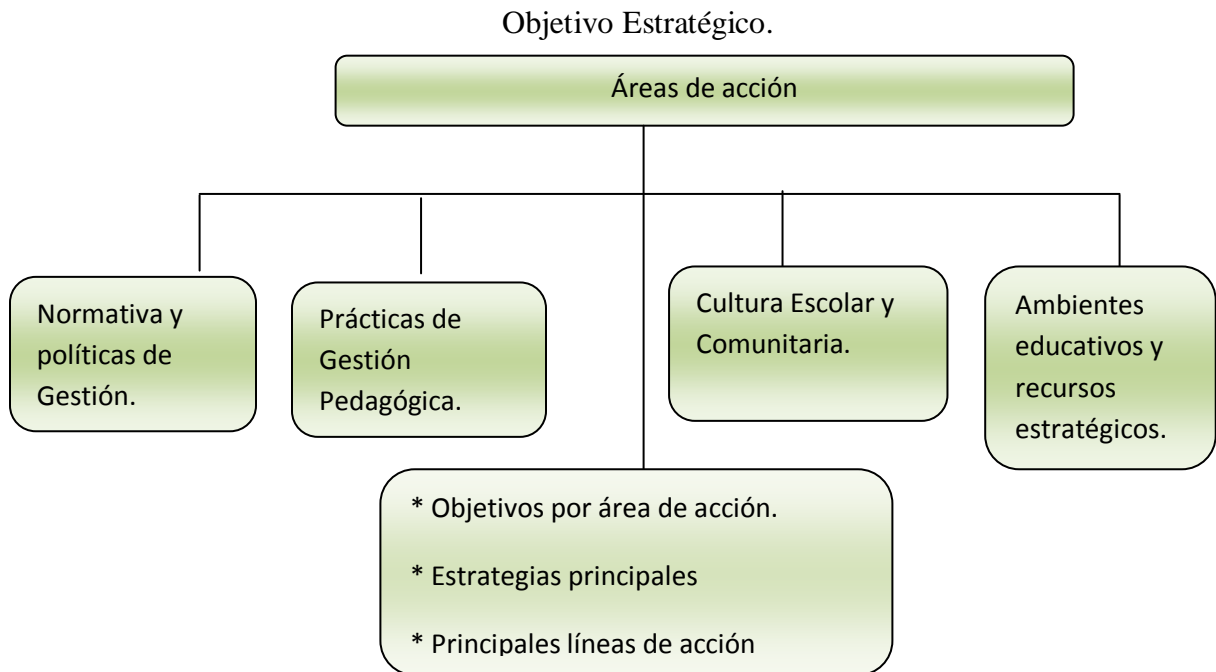 Objetivo Estratégico.
Áreas de acción
Normativa y
políticas de
Gestión.
Prácticas de
Gestión
Pedagógica.
Cultura Escolar y
Comunitaria.
Ambientes
educativos y
recursos
estratégicos.
* Objetivos por área de acción.
* Estrategias principales
* Principales líneas de acción